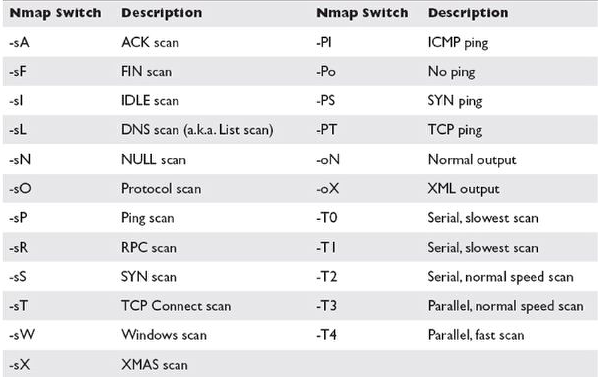 Nmap Switch Description Nmap Switch Description
-sA ACK scan -PI ICMP ping
-sF FIN scan -Po No ping
-sI IDLE scan -PS SYN ping
-sL DNS scan (a.k.a. List scan) -PT TCP ping
-sN NULL scan -oN Normal output
-sO Protocol scan -oX XML output
-sP Ping scan -T0 Serial, slowest scan
-sR RPC scan -T1 Serial, slowest scan
-sS SYN scan -T2 Serial, normal speed scan
-sT TCP Connect scan -T3 Parallel, normal speed scan
-sW Windows scan -T4 Parallel, fast scan
-sX XMAS scan